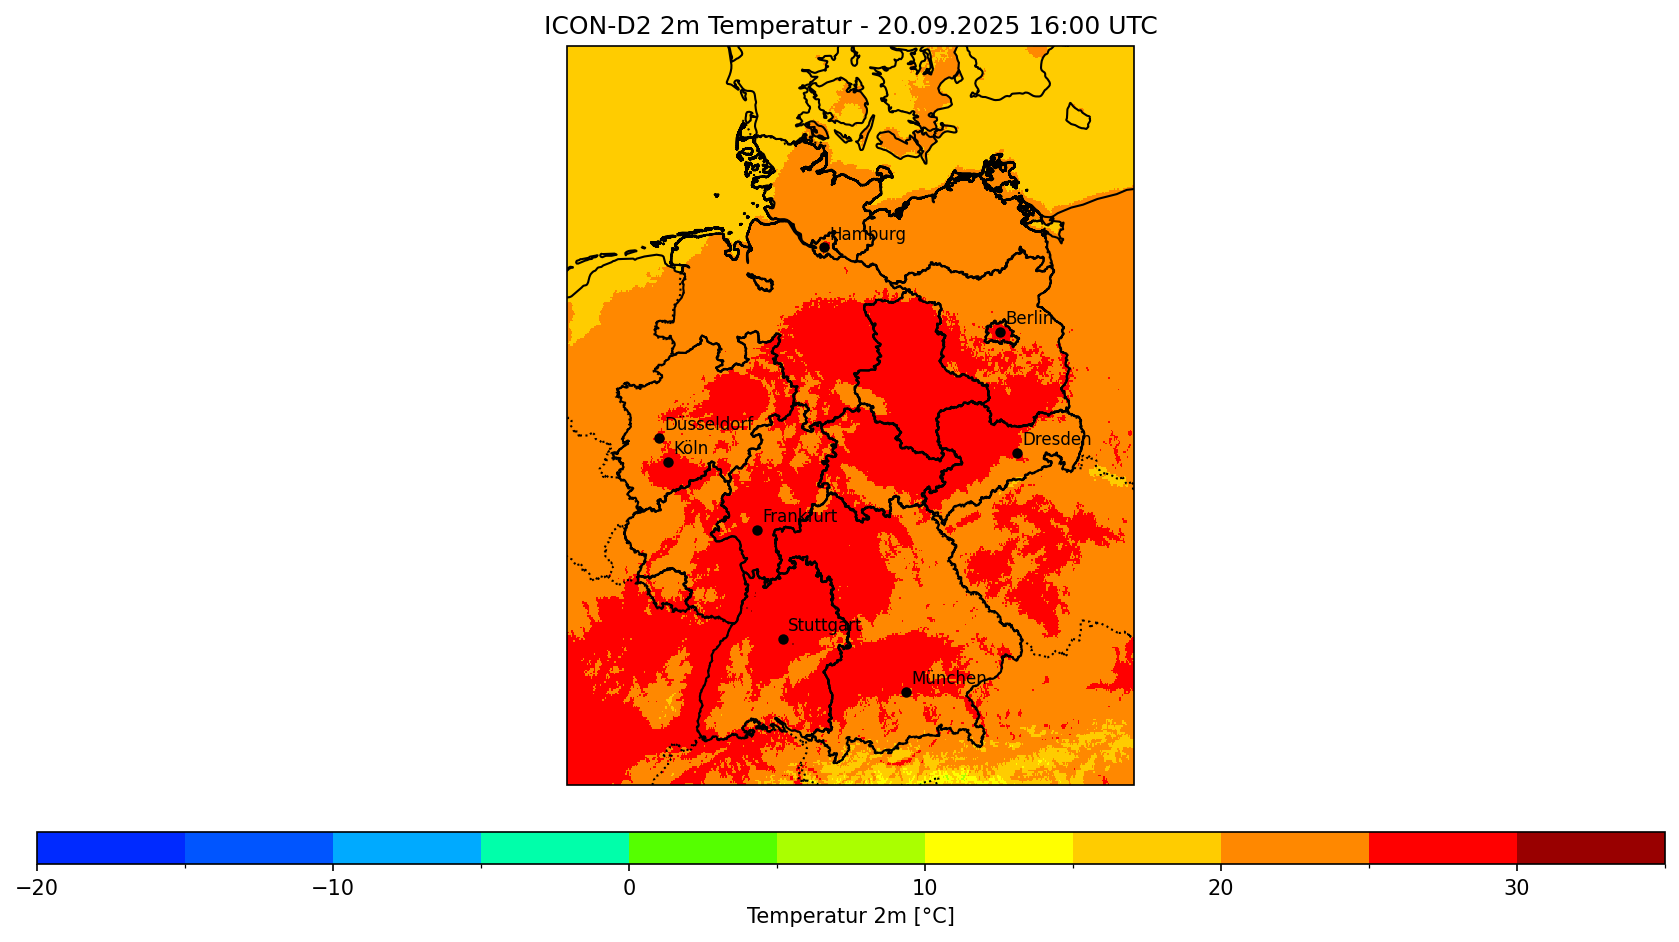 ICON-D2 2m Temperatur - 20.09.2025 16:00 UTC
Hamburg
Berlin
Düsseldorf
Köln
Dresden
Frankfurt
Stuttgart
München
−20 −10 0 10 20 30
Temperatur 2m [°C]